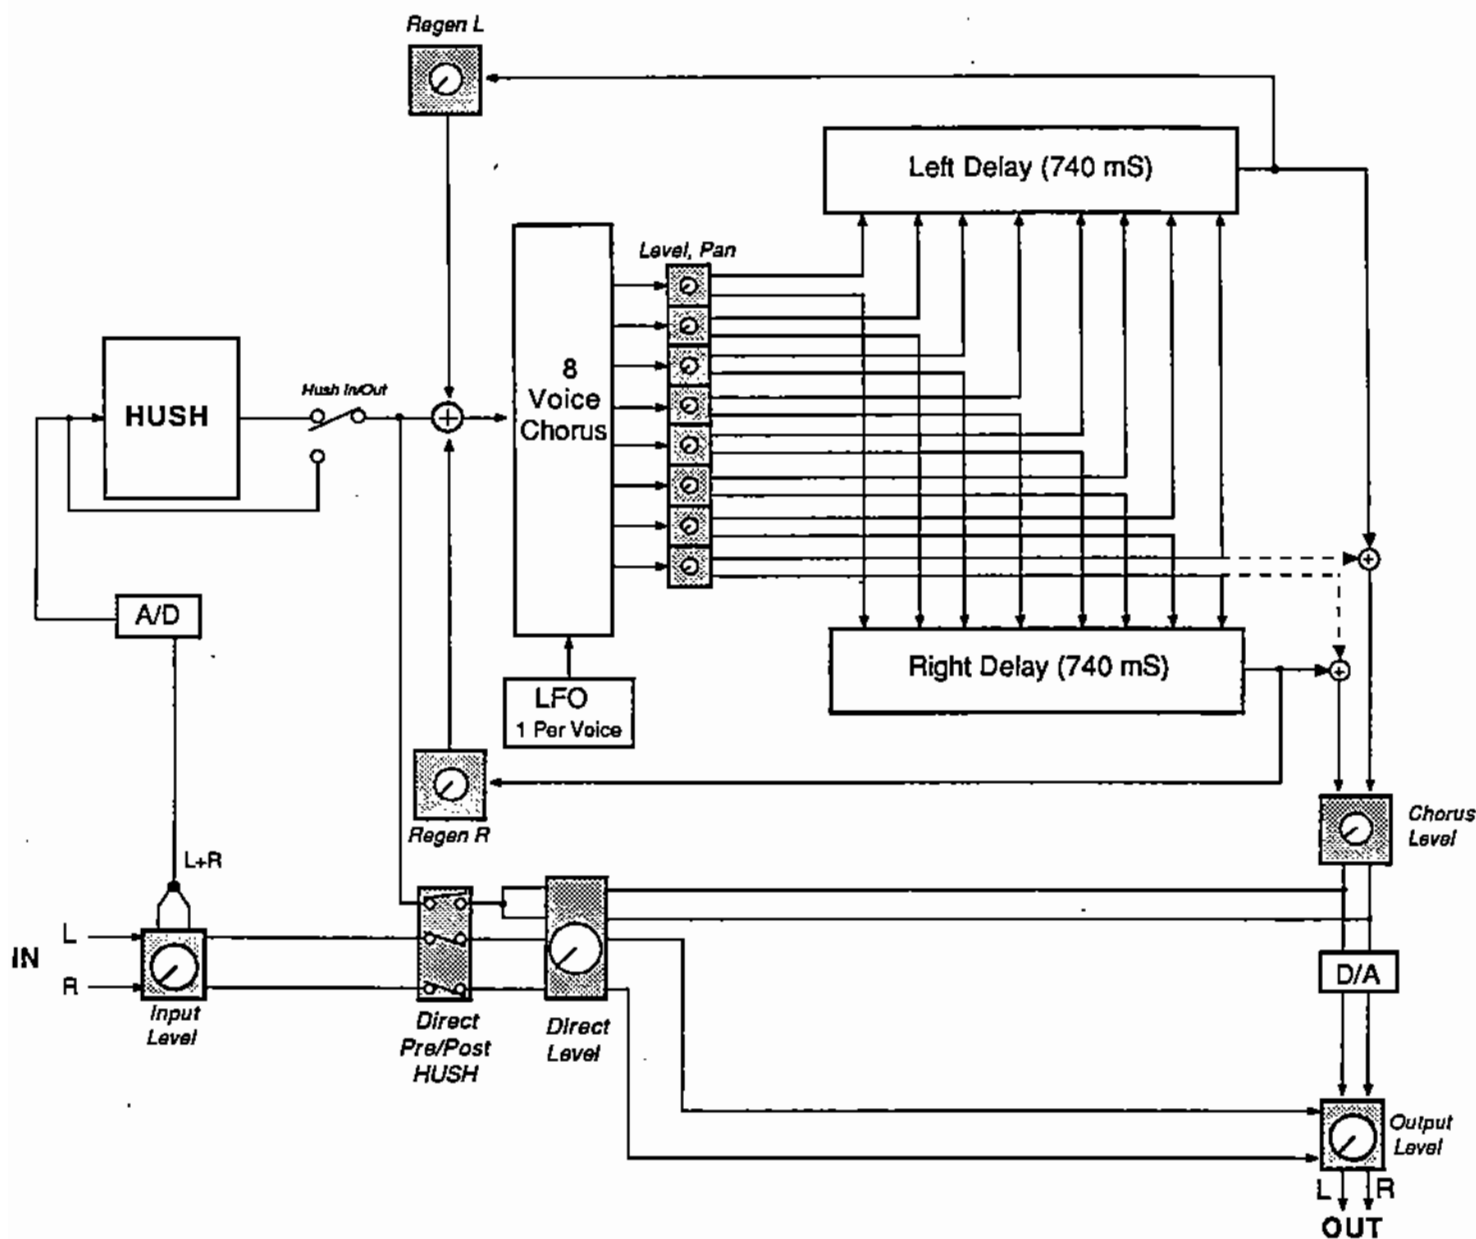 Regen L
Left Delay (740 mS)
Level, Pan
8
Voice
Chorus
Hush In/Out
HUSH
A/D
LFO
1 Per Voice
Right Delay (740 mS)
Regen R
Chorus
Level
L+R
IN
L
R
Input
Level
Direct
Pre/Post
HUSH
Direct
Level
D/A
Output
Level
L
R
OUT